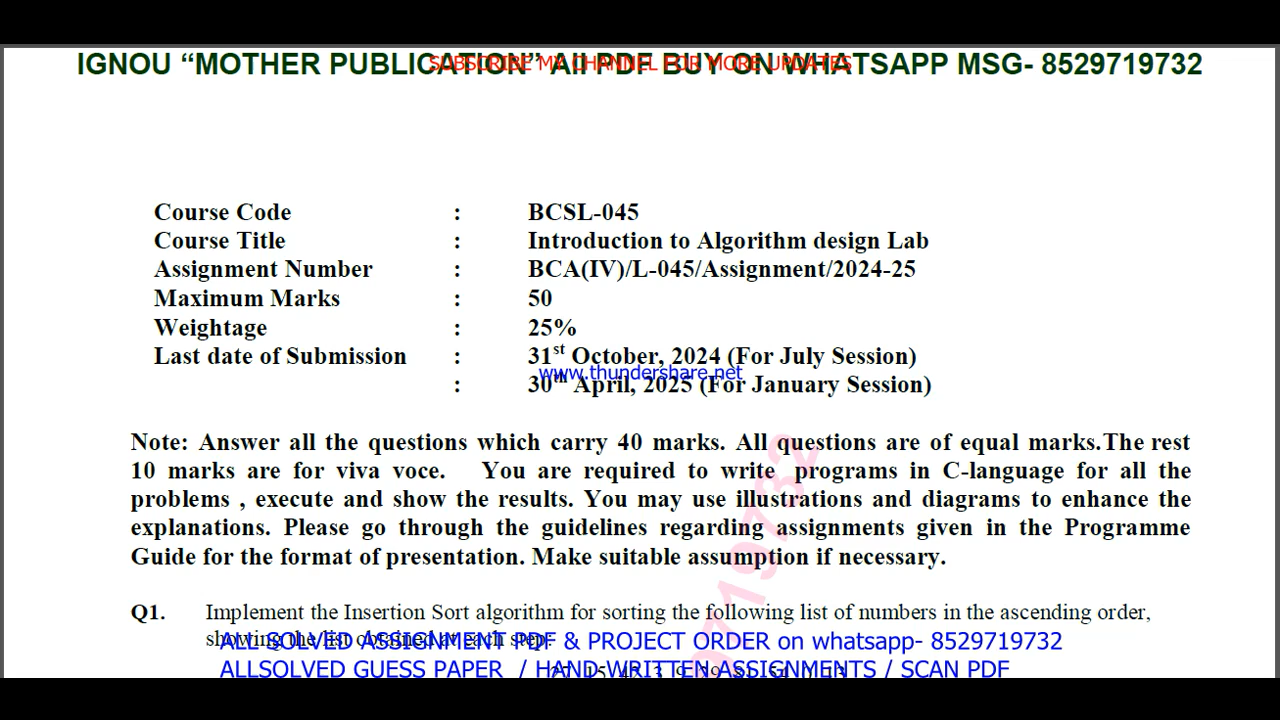 IGNOU “MOTHER PUBLICATION” All PDF BUY ON WHATSAPP MSG- 8529719732
SUBSCRIBE MY CHANNEL FOR MORE UPDATES
Course Code : BCSL-045
Course Title : Introduction to Algorithm design Lab
Assignment Number : BCA(IV)/L-045/Assignment/2024-25
Maximum Marks : 50
Weightage : 25%
Last date of Submission : 31st October, 2024 (For July Session)
www.thundershare.net
: 30th April, 2025 (For January Session)
Note: Answer all the questions which carry 40 marks. All questions are of equal marks.The rest
10 marks are for viva voce. You are required to write programs in C-language for all the
problems , execute and show the results. You may use illustrations and diagrams to enhance the
explanations. Please go through the guidelines regarding assignments given in the Programme
Guide for the format of presentation. Make suitable assumption if necessary.
Q1. Implement the Insertion Sort algorithm for sorting the following list of numbers in the ascending order,
showing the list obtained at each step:
ALL SOLVED ASSIGNMENT PDF & PROJECT ORDER on whatsapp- 8529719732
ALLSOLVED GUESS PAPER / HAND-WRITTEN ASSIGNMENTS / SCAN PDF